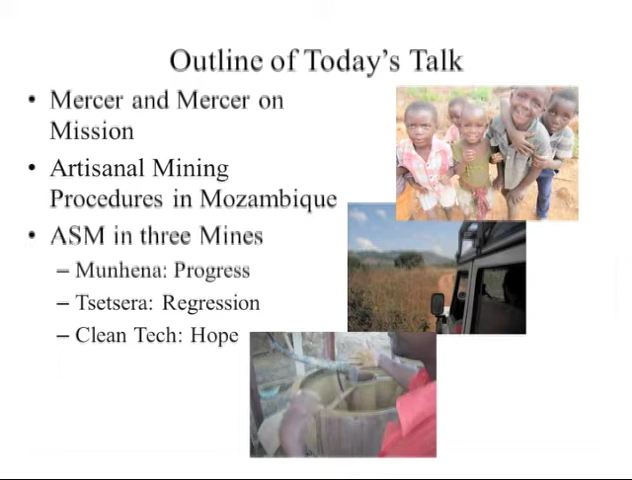 Outline of Today's Talk
• Mercer and Mercer on
Mission
• Artisanal Mining
Procedures in Mozambique
• ASM in three Mines
– Munhena: Progress
– Tsetsera: Regression
– Clean Tech: Hope